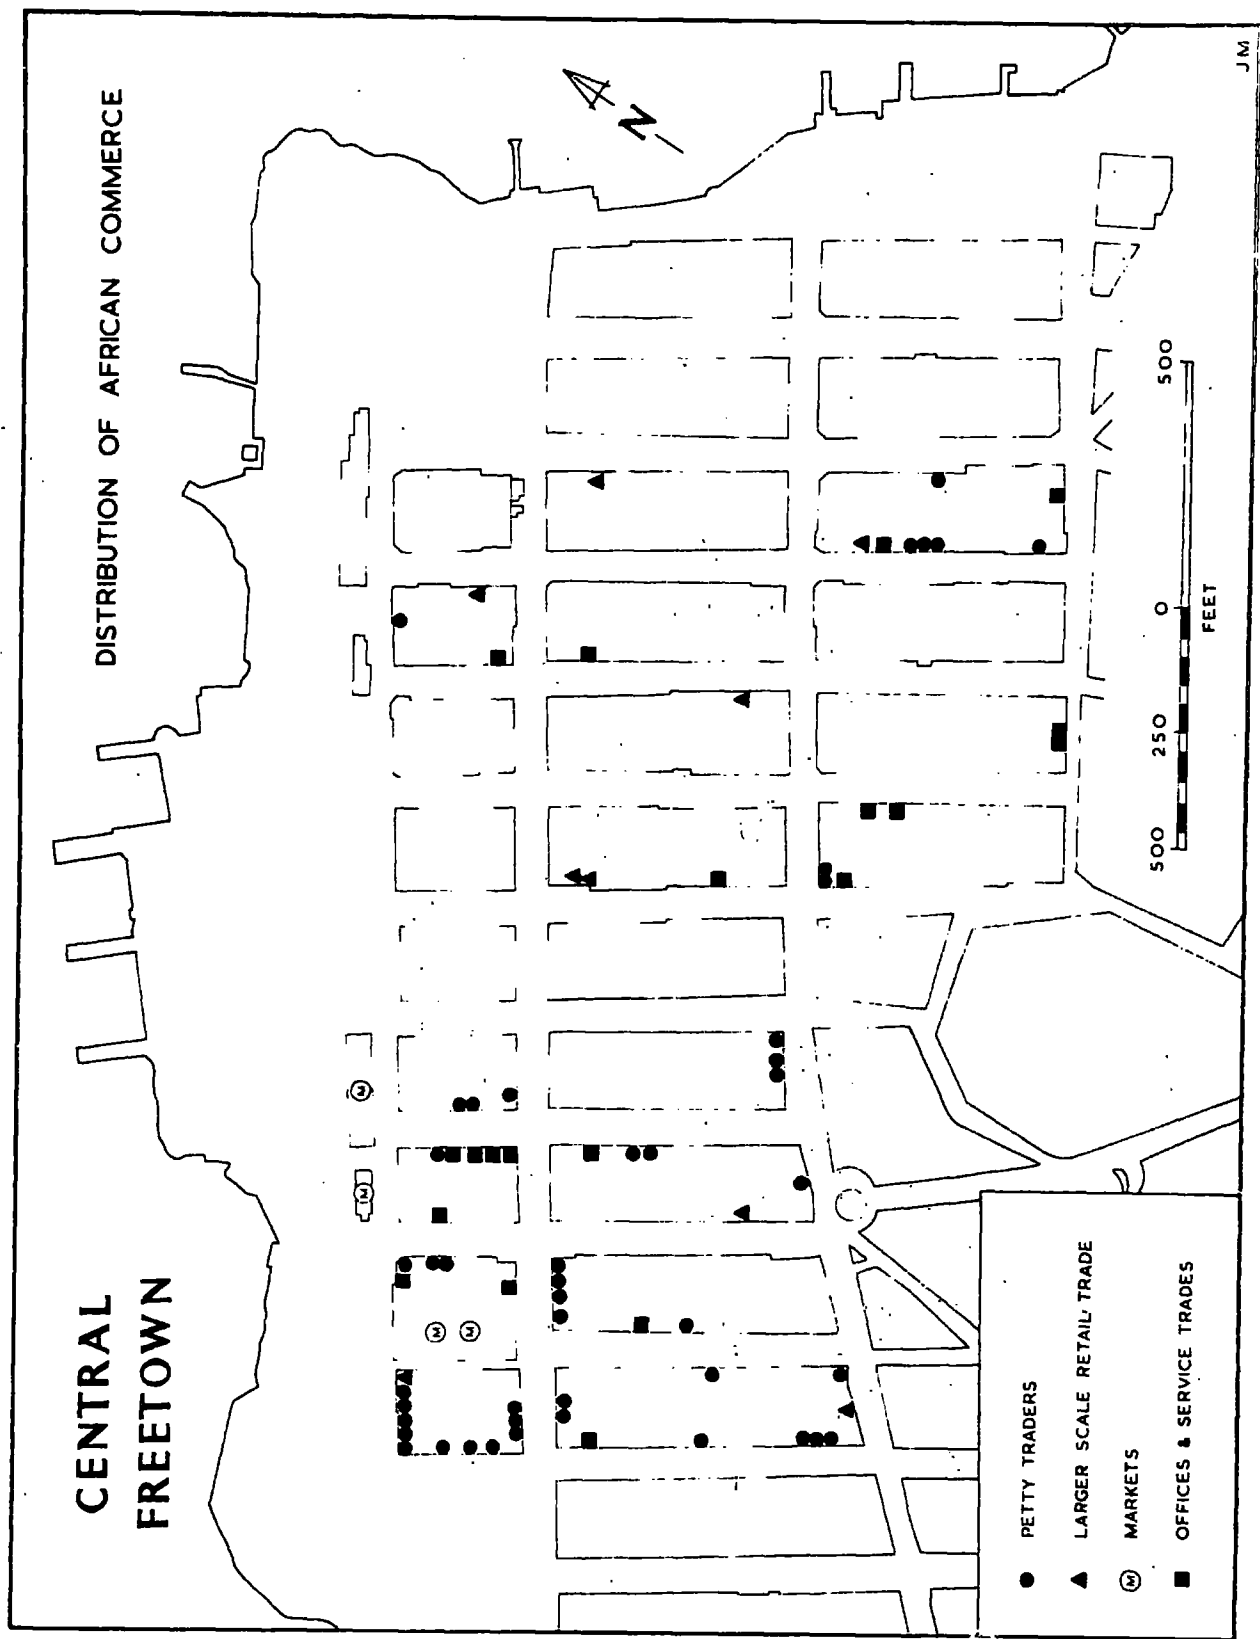 CENTRAL
FREETOWN
DISTRIBUTION OF AFRICAN COMMERCE
N
M
M
M
M
PETTY TRADERS
LARGER SCALE RETAIL TRADE
M MARKETS
OFFICES & SERVICE TRADES
500 250 0 500
FEET
JM